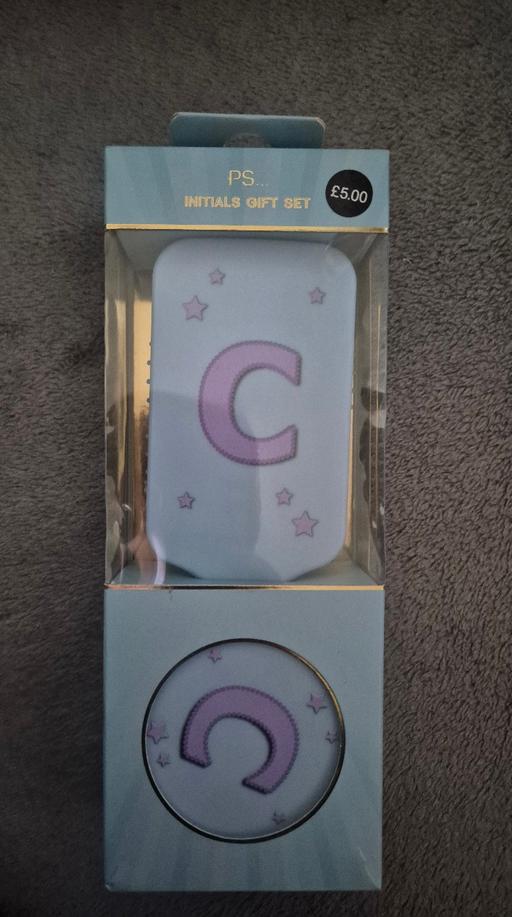 PS...
INITIALS GIFT SET
£5.00
C
C